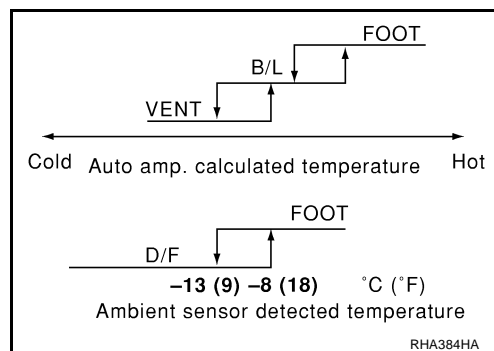 FOOT
B/L
VENT
Cold Auto amp. calculated temperature Hot
FOOT
D/F
–13 (9) –8 (18) ˚C (˚F)
Ambient sensor detected temperature
RHA384HA